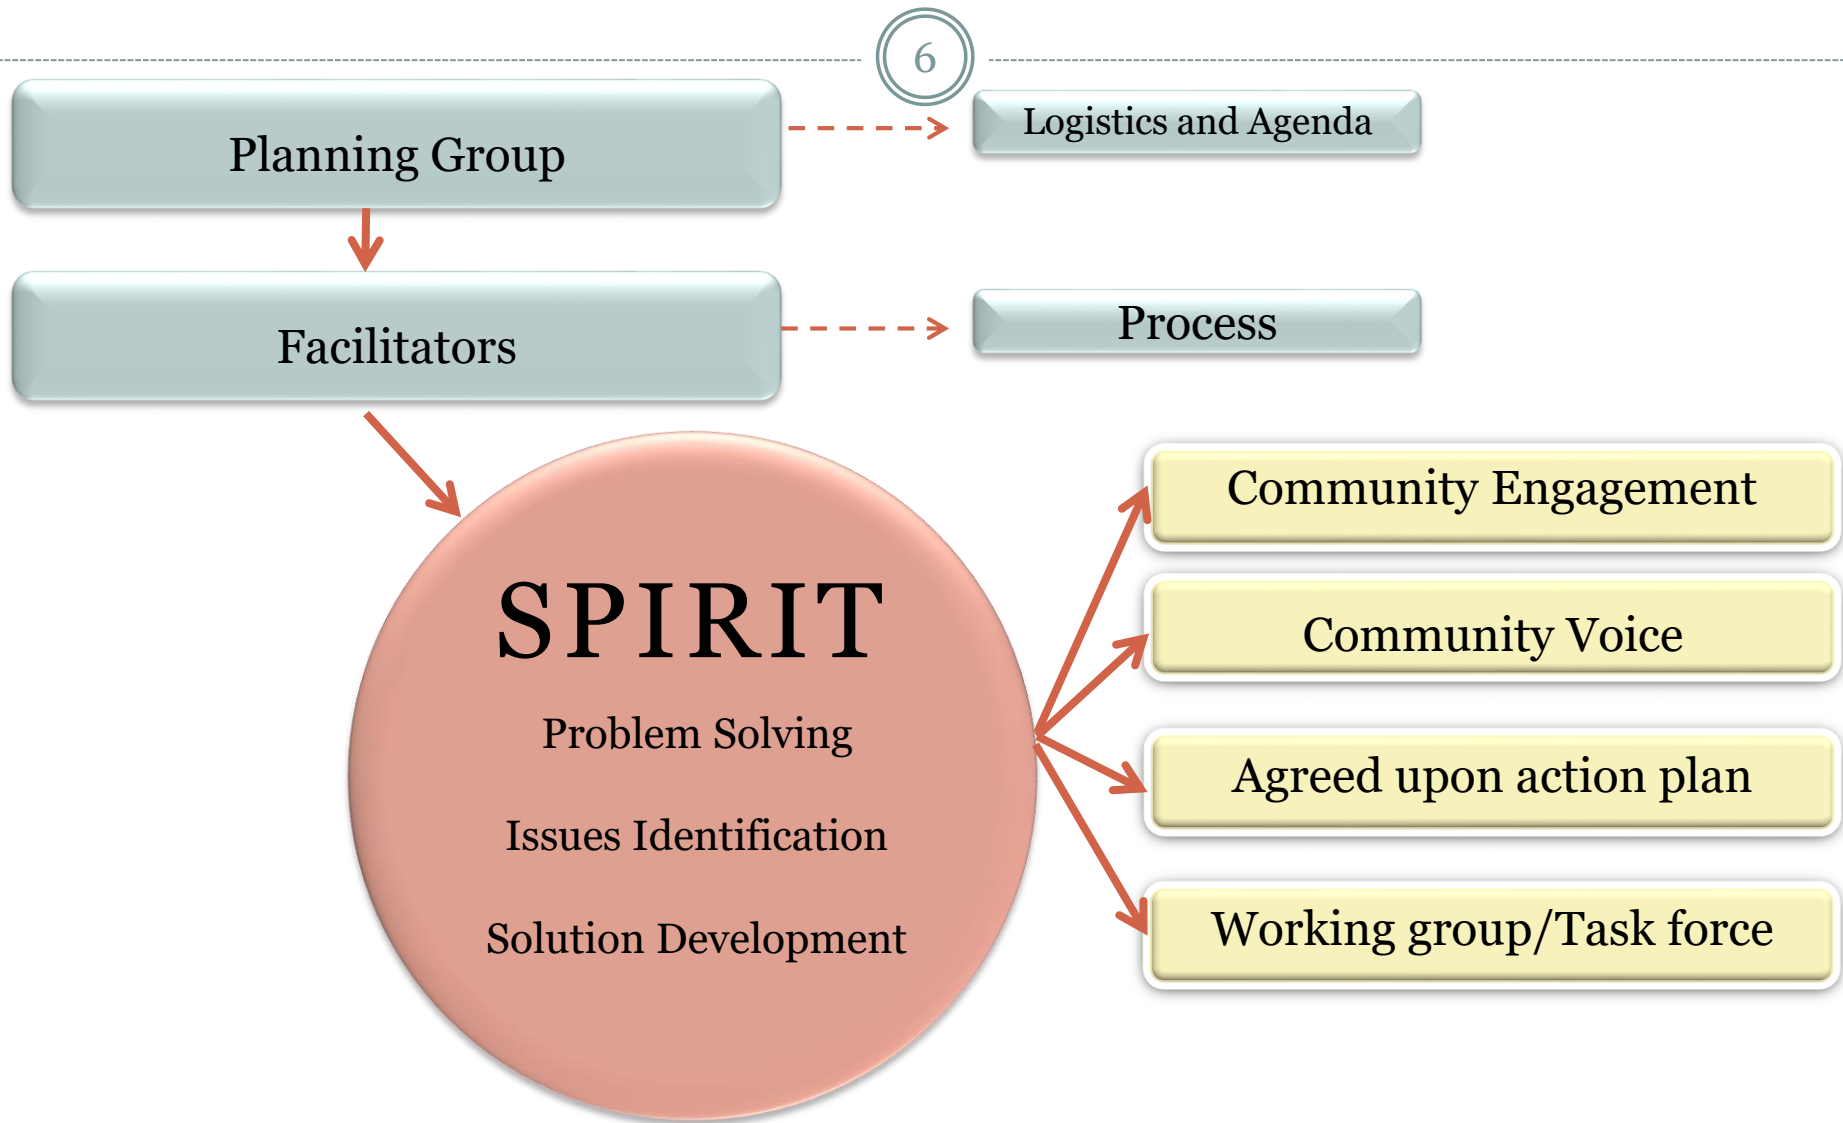 6
Planning Group
Logistics and Agenda
Facilitators
Process
SPIRIT
Problem Solving
Issues Identification
Solution Development
Community Engagement
Community Voice
Agreed upon action plan
Working group/Task force